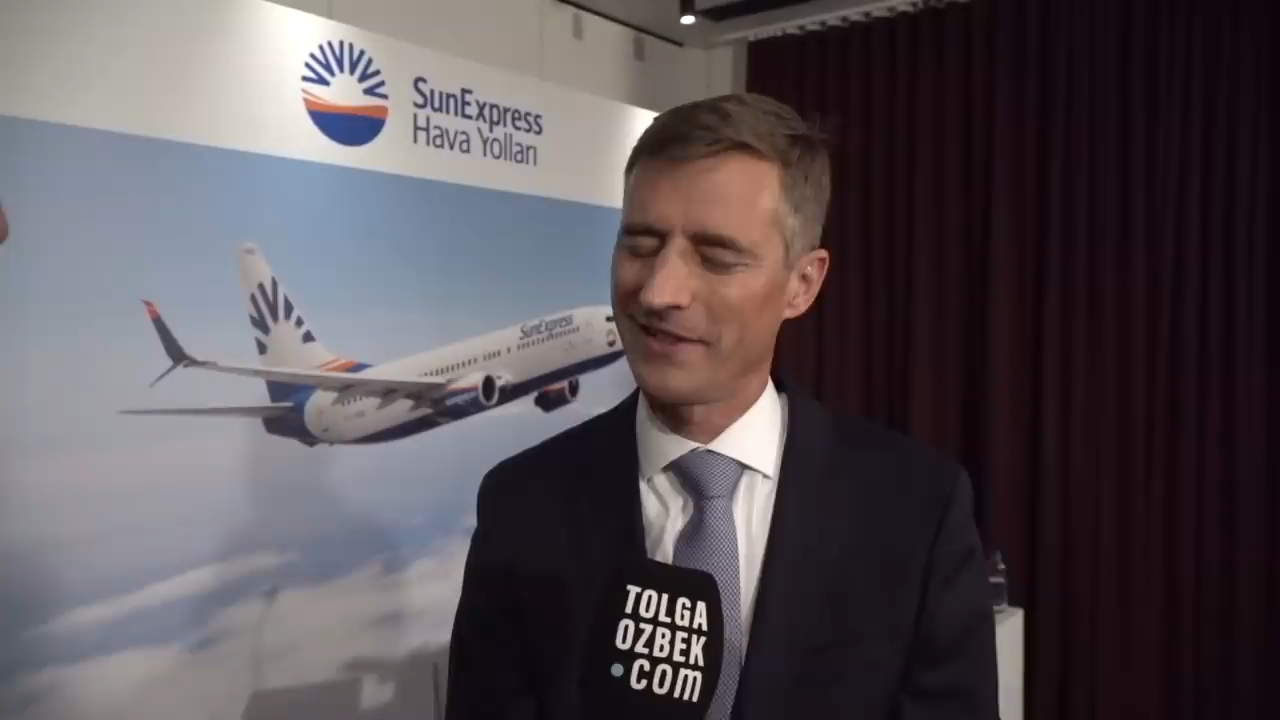 SunExpress
Hava Yolları
SunExpress
TOLGA
OZBEK
.com